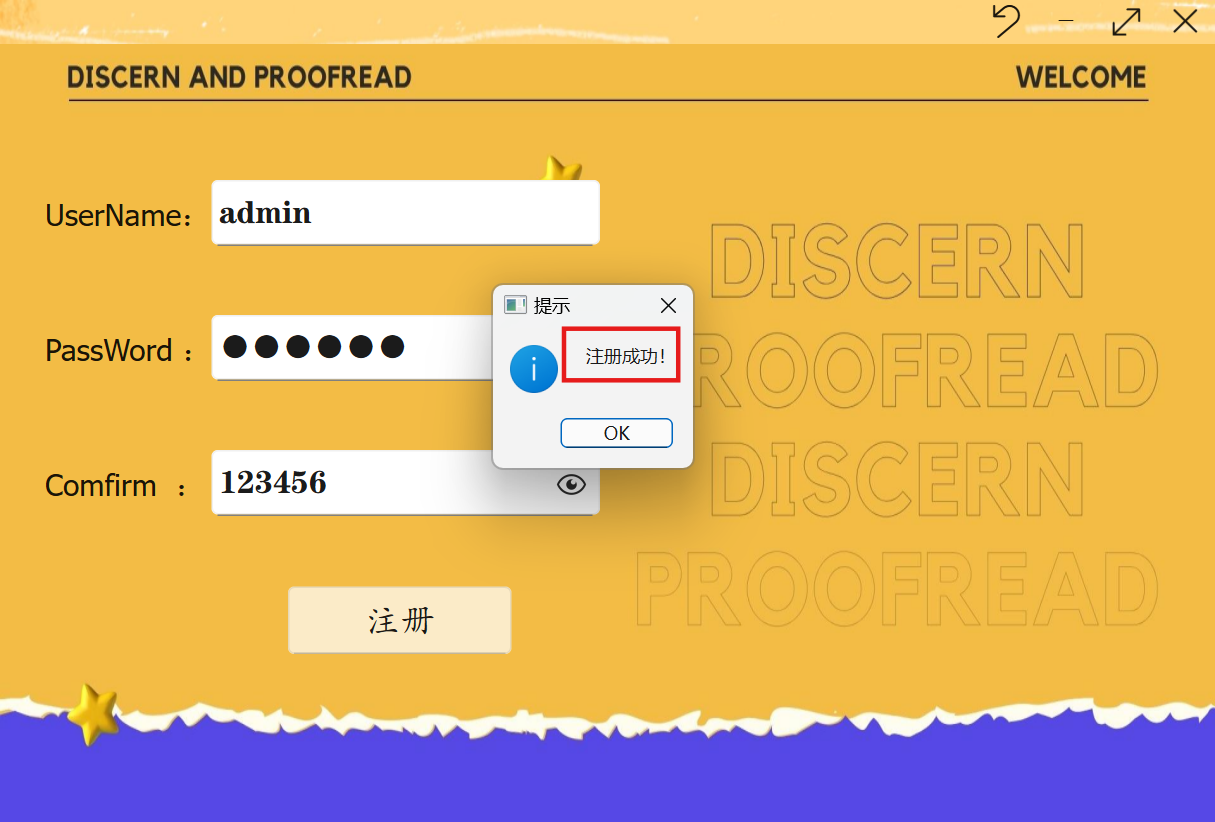 DISCERN AND PROOFREAD
WELCOME
UserName：
admin
DISCERN
提示
PassWord ：
●●●●●●
注册成功!
PROOFREAD
OK
Comfirm ：
123456
DISCERN
注册
PROOFREAD